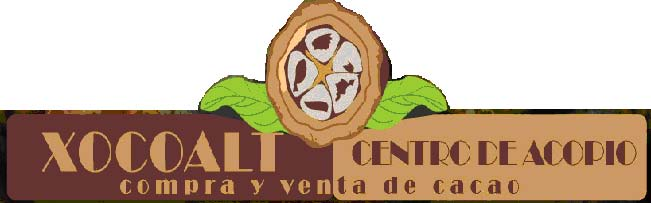 XOCOALT CENTRO DE ACOPIO
compra y venta de cacao